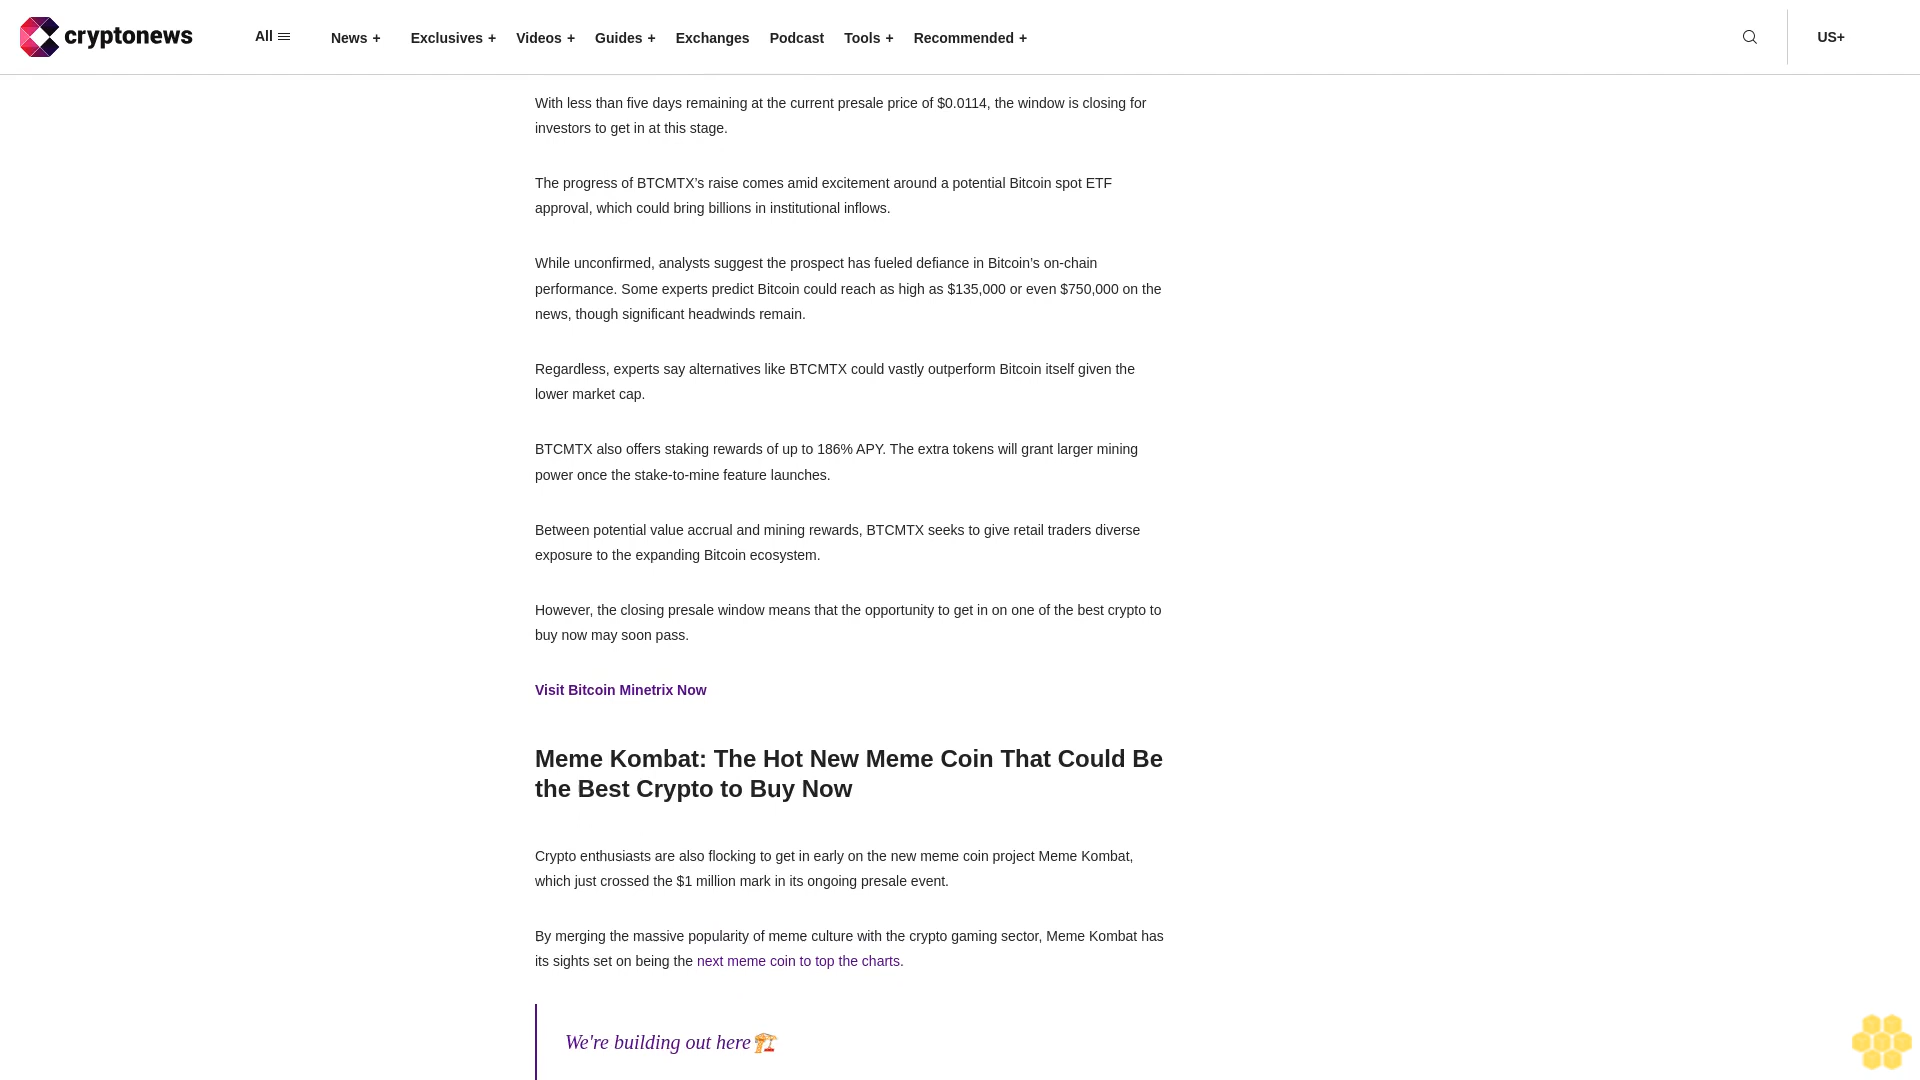 cryptonews
All
News +
Exclusives +
Videos +
Guides +
Exchanges
Podcast
Tools +
Recommended +
US+
With less than five days remaining at the current presale price of $0.0114, the window is closing for
investors to get in at this stage.
The progress of BTCMTX’s raise comes amid excitement around a potential Bitcoin spot ETF
approval, which could bring billions in institutional inflows.
While unconfirmed, analysts suggest the prospect has fueled defiance in Bitcoin’s on-chain
performance. Some experts predict Bitcoin could reach as high as $135,000 or even $750,000 on the
news, though significant headwinds remain.
Regardless, experts say alternatives like BTCMTX could vastly outperform Bitcoin itself given the
lower market cap.
BTCMTX also offers staking rewards of up to 186% APY. The extra tokens will grant larger mining
power once the stake-to-mine feature launches.
Between potential value accrual and mining rewards, BTCMTX seeks to give retail traders diverse
exposure to the expanding Bitcoin ecosystem.
However, the closing presale window means that the opportunity to get in on one of the best crypto to
buy now may soon pass.
Visit Bitcoin Minetrix Now
Meme Kombat: The Hot New Meme Coin That Could Be
the Best Crypto to Buy Now
Crypto enthusiasts are also flocking to get in early on the new meme coin project Meme Kombat,
which just crossed the $1 million mark in its ongoing presale event.
By merging the massive popularity of meme culture with the crypto gaming sector, Meme Kombat has
its sights set on being the next meme coin to top the charts.
We're building out here🏗️